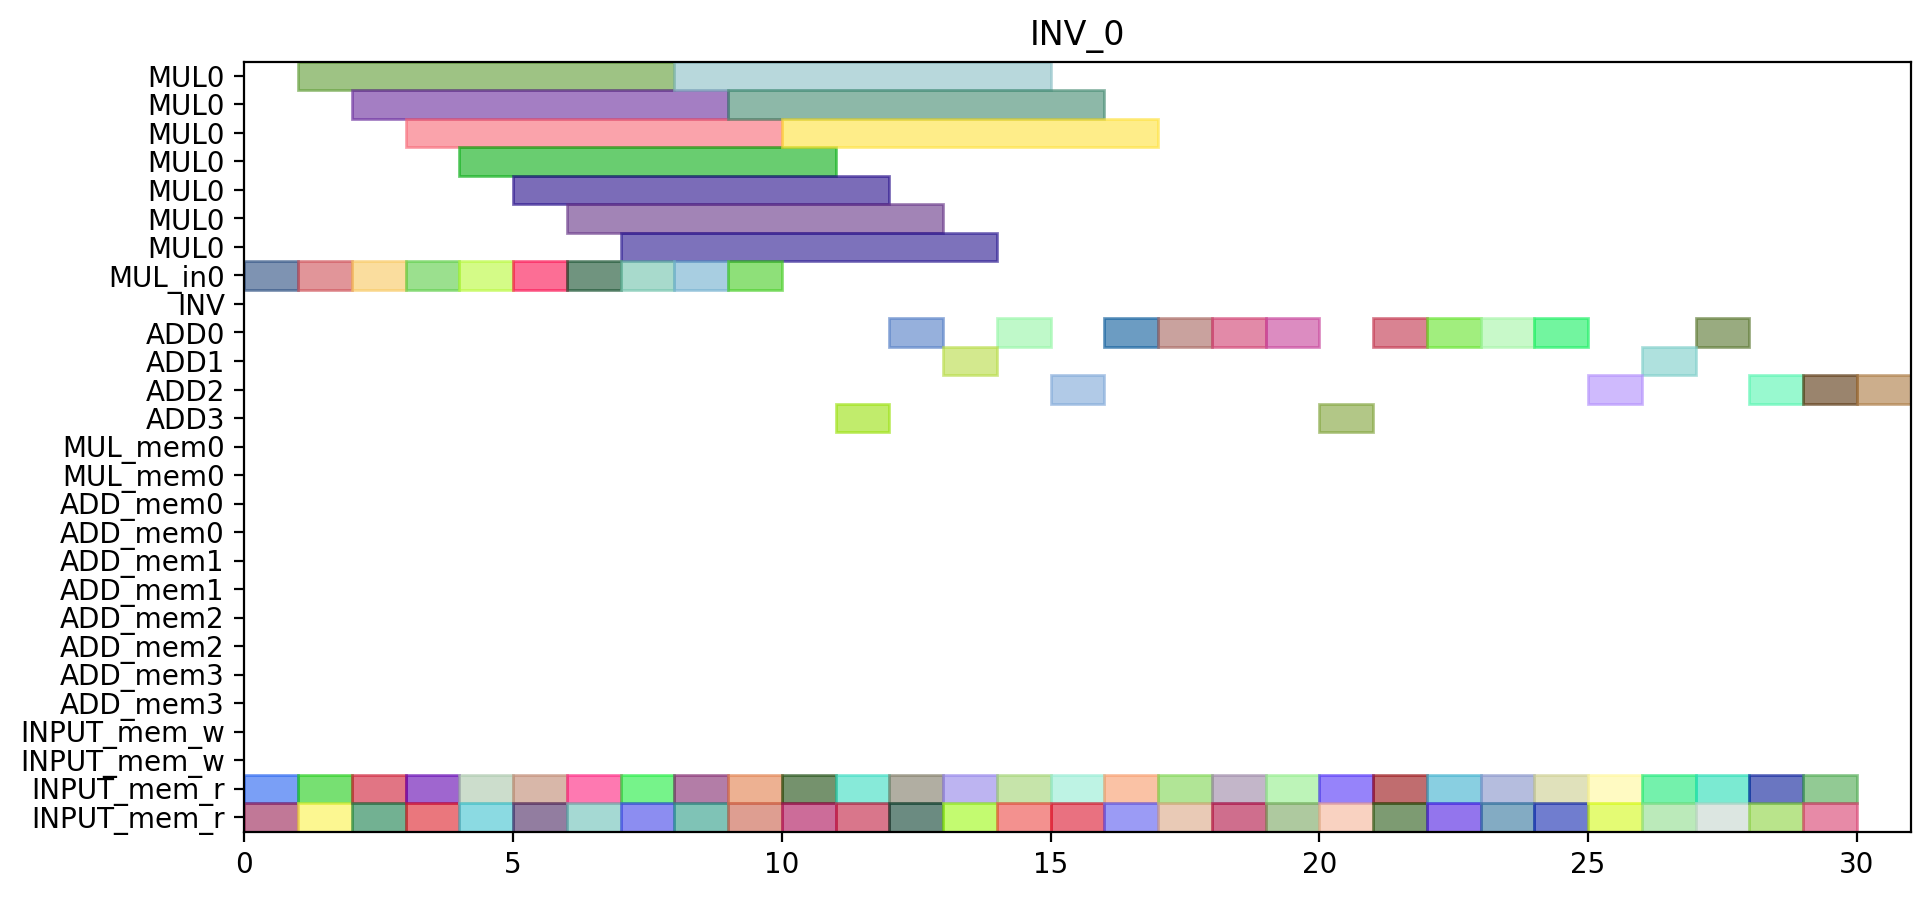 INV_0
MUL0
MUL0
MUL0
MUL0
MUL0
MUL0
MUL0
MUL_in0
INV
ADD0
ADD1
ADD2
ADD3
MUL_mem0
MUL_mem0
ADD_mem0
ADD_mem0
ADD_mem1
ADD_mem1
ADD_mem2
ADD_mem2
ADD_mem3
ADD_mem3
INPUT_mem_w
INPUT_mem_w
INPUT_mem_r
INPUT_mem_r
0 5 10 15 20 25 30